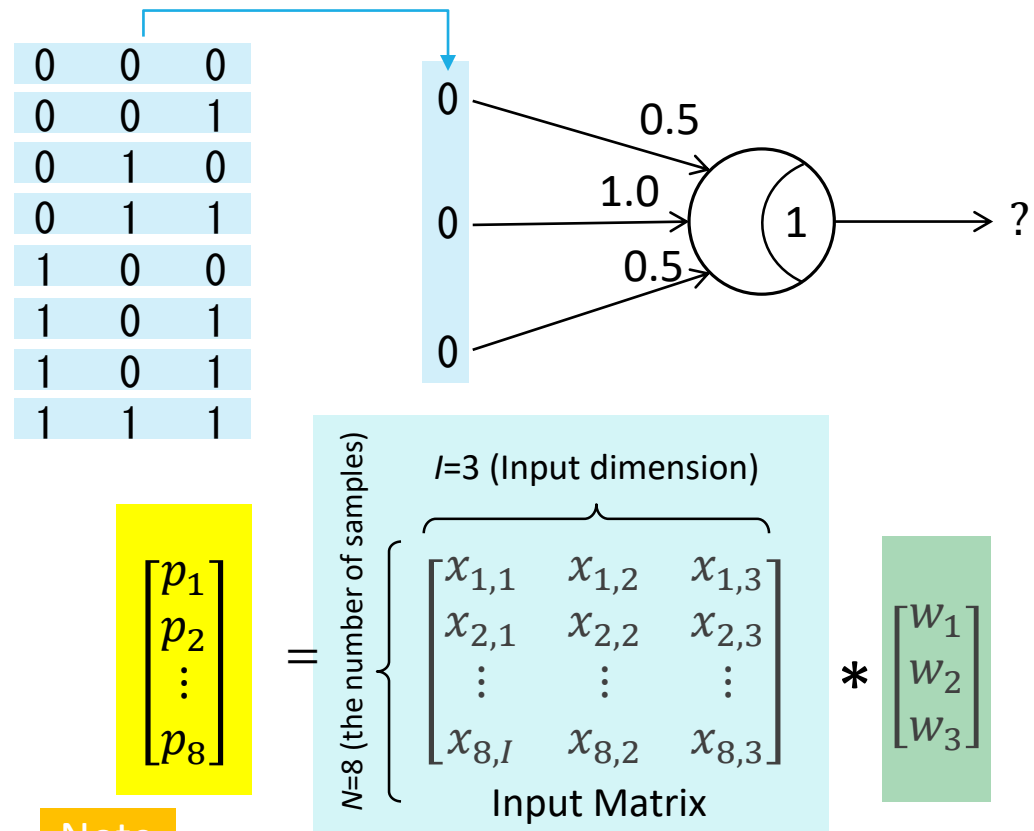 0 0 0
0 0 1
0 1 0
0 1 1
1 0 0
1 0 1
1 0 1
1 1 1
0
0
0
0.5
1.0
0.5
1
?
I=3 (Input dimension)
N=8 (the number of samples)
[p₁ p₂ ⋮ p₈]
=
x₁,₁ x₁,₂ x₁,₃
x₂,₁ x₂,₂ x₂,₃
⋮ ⋮ ⋮
x₈,I x₈,₂ x₈,₃
*
[w₁ w₂ w₃]
Input Matrix